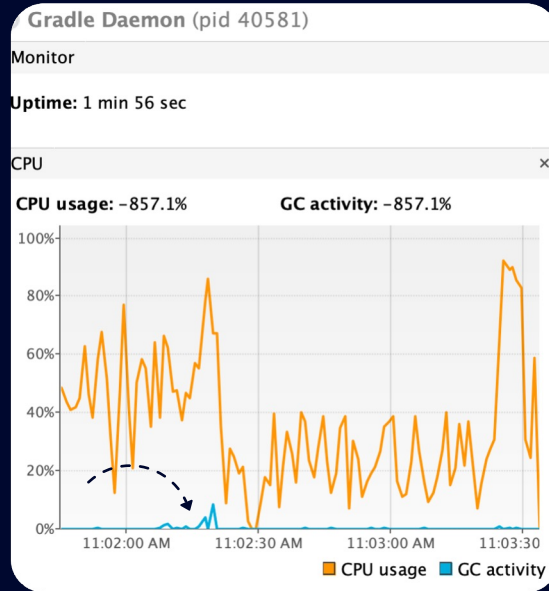 Gradle Daemon (pid 40581)
Monitor
Uptime: 1 min 56 sec
CPU ×
CPU usage: -857.1% GC activity: -857.1%
100%
80%
60%
40%
20%
0%
11:02:00 AM 11:02:30 AM 11:03:00 AM 11:03:30
CPU usage GC activity